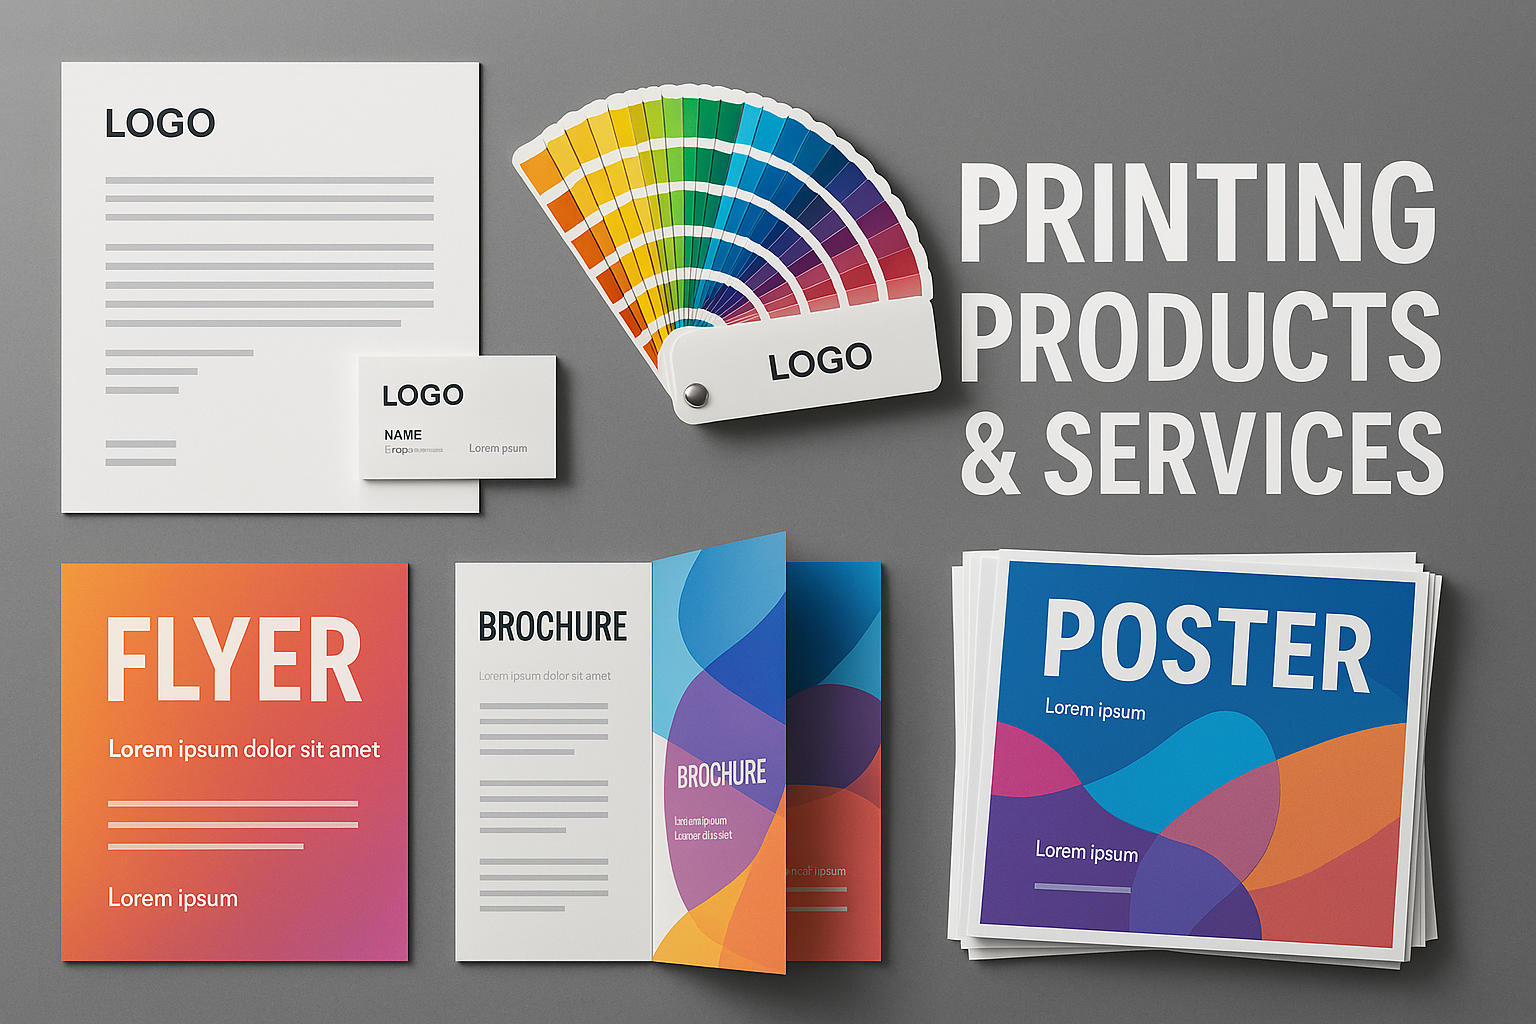 LOGO
LOGO
NAME
Lorem psum
LOGO
PRINTING
PRODUCTS
& SERVICES
FLYER
Lorem ipsum dolor sit amet
Lorem ipsum
BROCHURE
Lorem ipsum dolor sit amet
BROCHURE
ipsum
POSTER
Lorem ipsum
Lorem ipsum